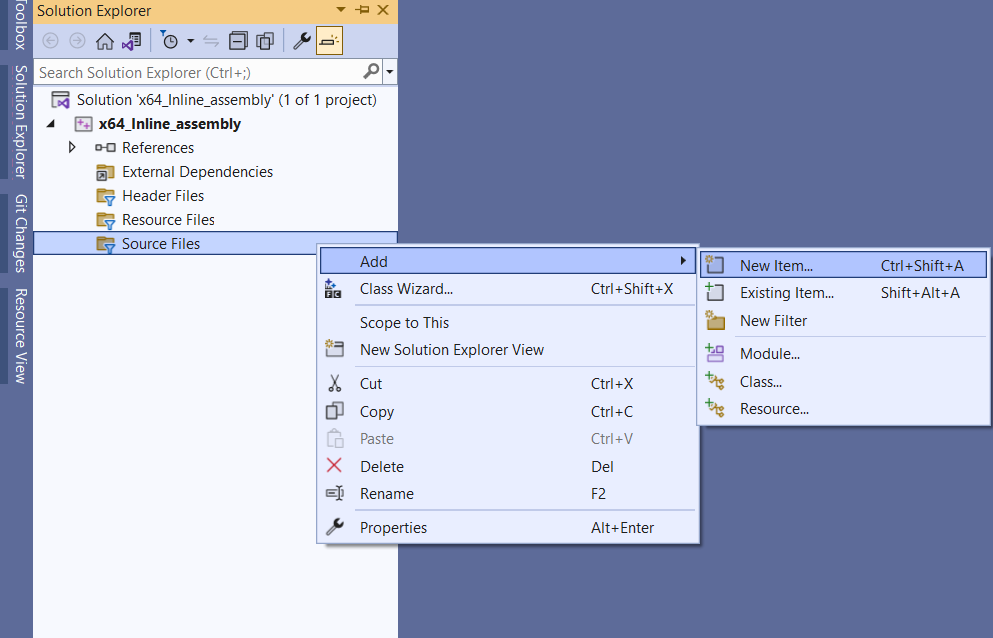 Solution Explorer
Toolbox
Solution Explorer
Git Changes
Resource View
Search Solution Explorer (Ctrl+;)
Solution 'x64_Inline_assembly' (1 of 1 project)
x64_Inline_assembly
References
External Dependencies
Header Files
Resource Files
Source Files
Add
Class Wizard... Ctrl+Shift+X
Scope to This
New Solution Explorer View
Cut Ctrl+X
Copy Ctrl+C
Paste Ctrl+V
Delete Del
Rename F2
Properties Alt+Enter
New Item... Ctrl+Shift+A
Existing Item... Shift+Alt+A
New Filter
Module...
Class...
Resource...